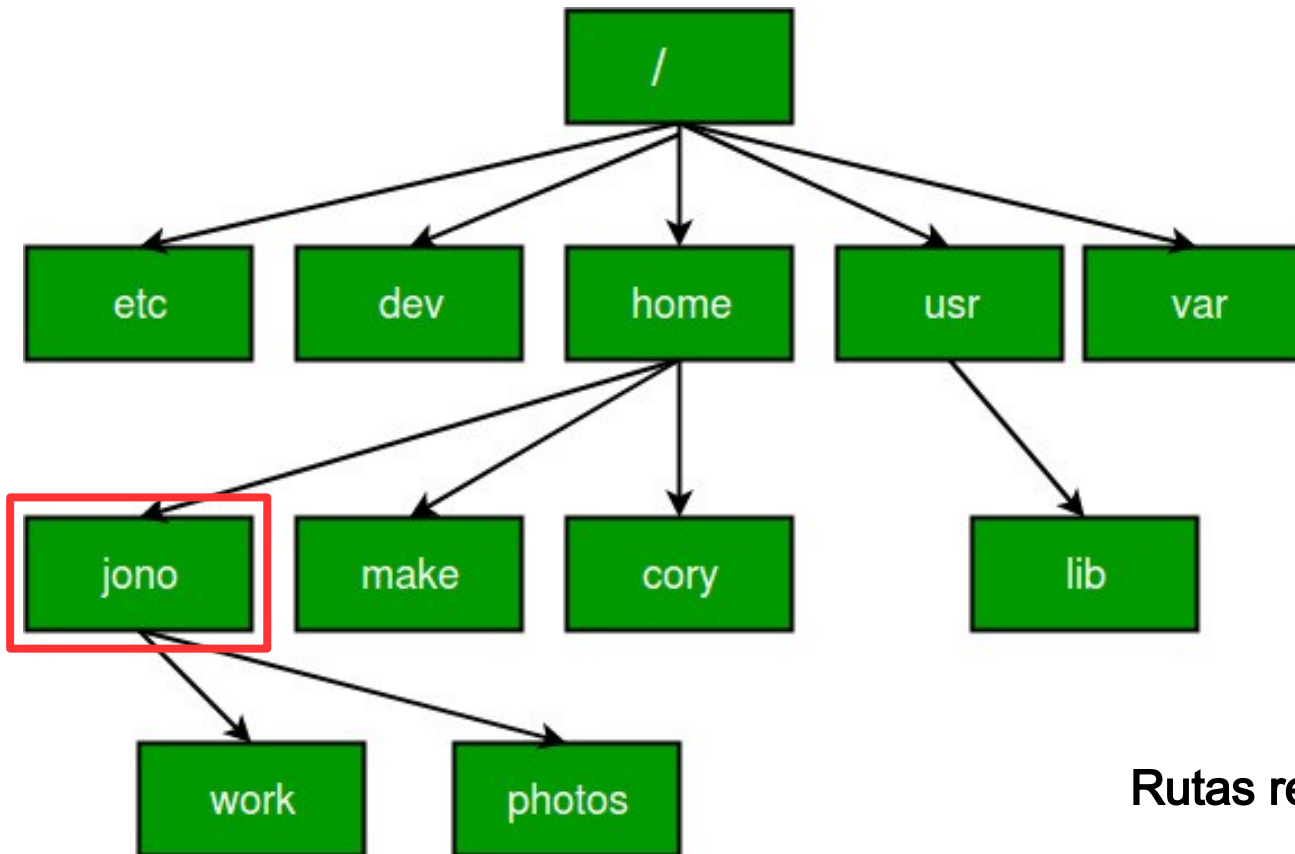 /
etc dev home usr var
jono make cory lib
work photos
Rutas re